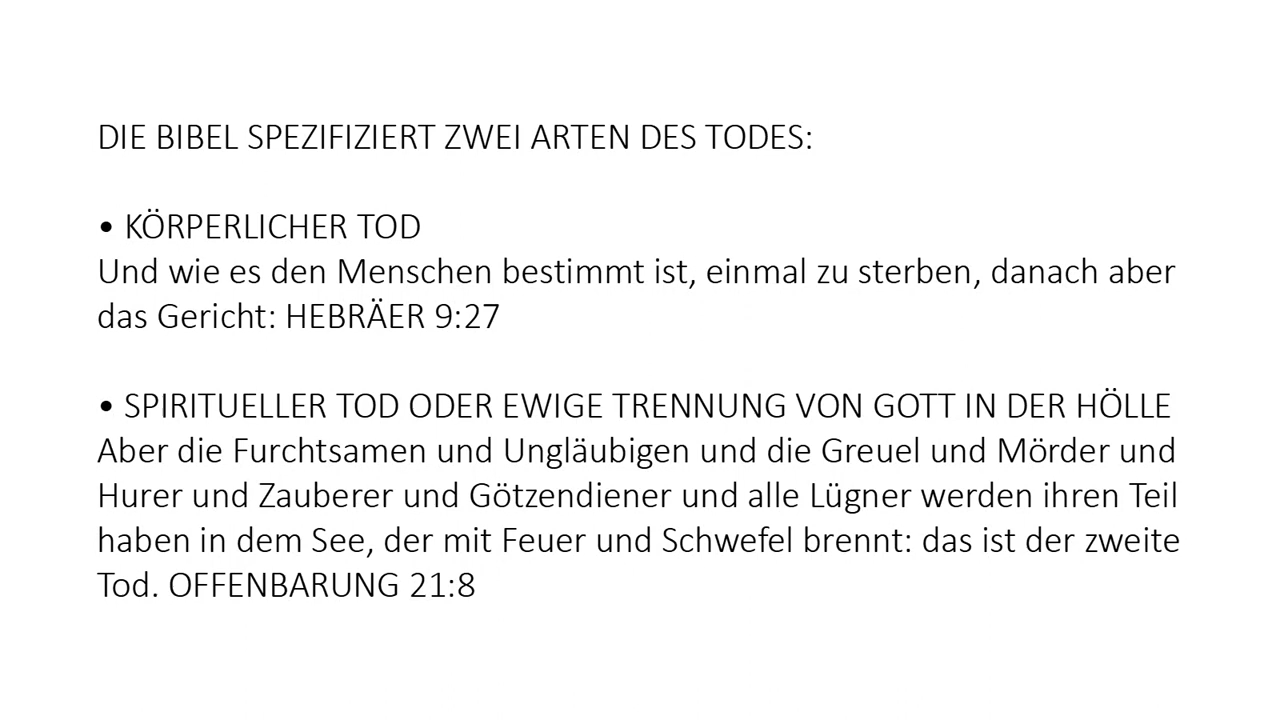 DIE BIBEL SPEZIFIZIERT ZWEI ARTEN DES TODES:
• KÖRPERLICHER TOD
Und wie es den Menschen bestimmt ist, einmal zu sterben, danach aber
das Gericht: HEBRÄER 9:27
• SPIRITUELLER TOD ODER EWIGE TRENNUNG VON GOTT IN DER HÖLLE
Aber die Furchtsamen und Ungläubigen und die Greuel und Mörder und
Hurer und Zauberer und Götzendiener und alle Lügner werden ihren Teil
haben in dem See, der mit Feuer und Schwefel brennt: das ist der zweite
Tod. OFFENBARUNG 21:8